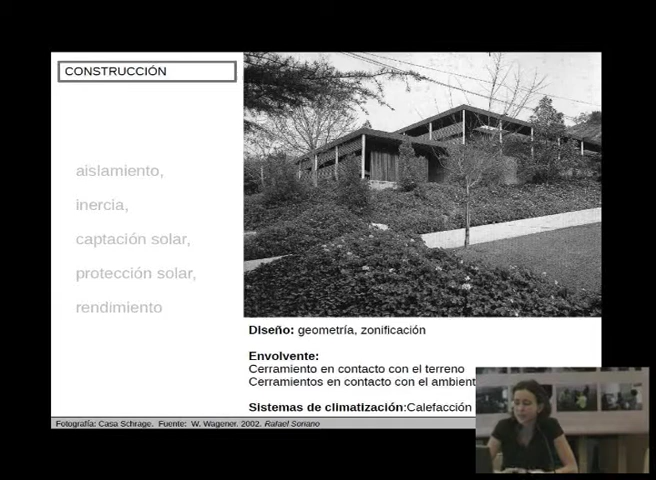 CONSTRUCCIÓN
aislamiento,
inercia,
captación solar,
protección solar,
rendimiento
Diseño: geometría, zonificación
Envolvente:
Cerramiento en contacto con el terreno
Cerramientos en contacto con el ambient
Sistemas de climatización:Calefacción
Fotografía: Casa Schrage. Fuente: W. Wagener. 2002. Rafael Soriano